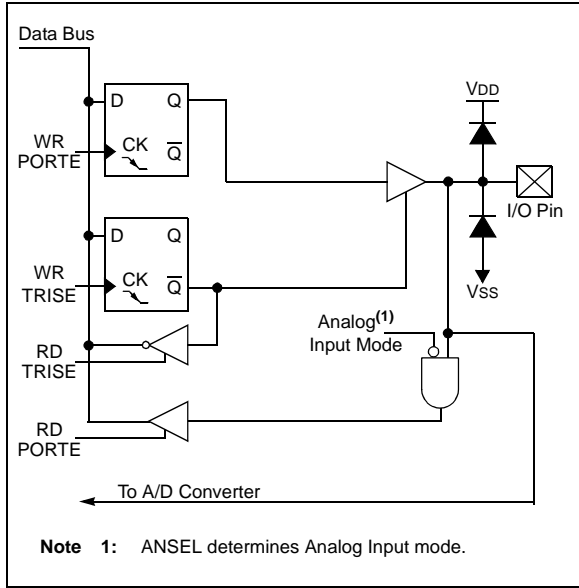 Data Bus
D Q
CK Q
WR
PORTE
VDD
I/O Pin
VSS
D Q
CK Q
WR
TRISE
RD
TRISE
Analog(1)
Input Mode
RD
PORTE
To A/D Converter
Note 1: ANSEL determines Analog Input mode.